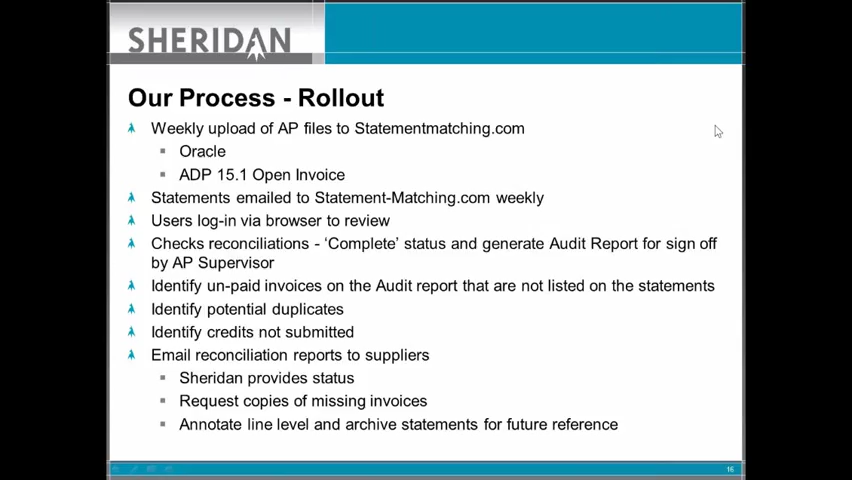 SHERIDAN
Our Process - Rollout
Weekly upload of AP files to Statementmatching.com
Oracle
ADP 15.1 Open Invoice
Statements emailed to Statement-Matching.com weekly
Users log-in via browser to review
Checks reconciliations - ‘Complete’ status and generate Audit Report for sign off
by AP Supervisor
Identify un-paid invoices on the Audit report that are not listed on the statements
Identify potential duplicates
Identify credits not submitted
Email reconciliation reports to suppliers
Sheridan provides status
Request copies of missing invoices
Annotate line level and archive statements for future reference
16